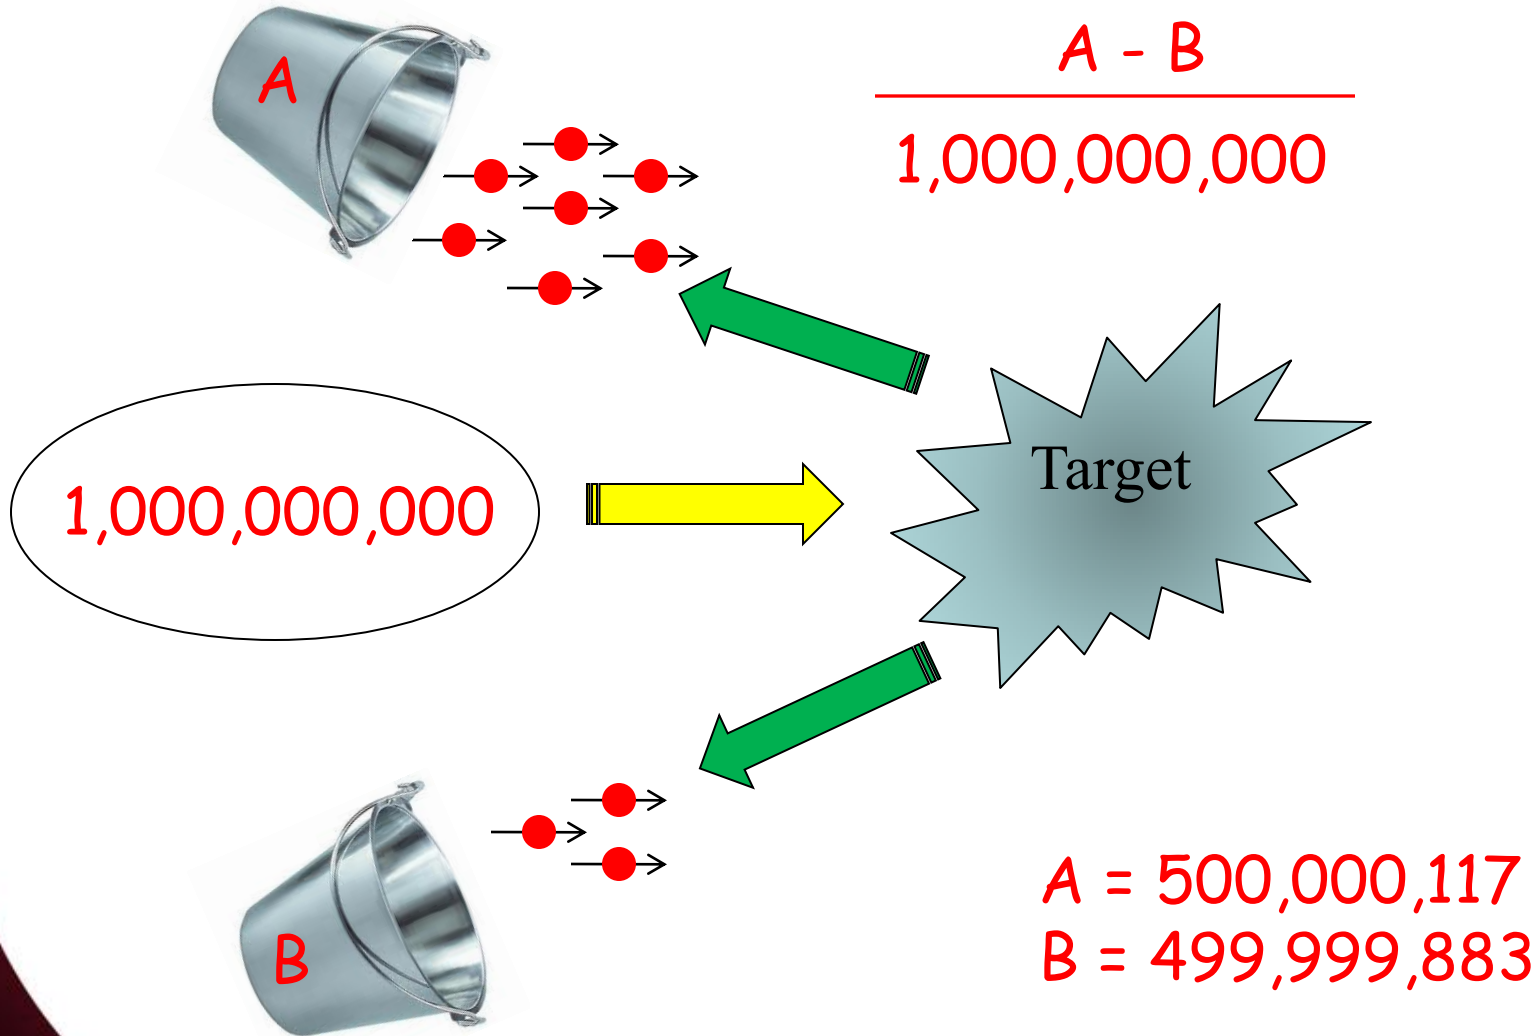 A
A - B
1,000,000,000
1,000,000,000
Target
B
A = 500,000,117
B = 499,999,883